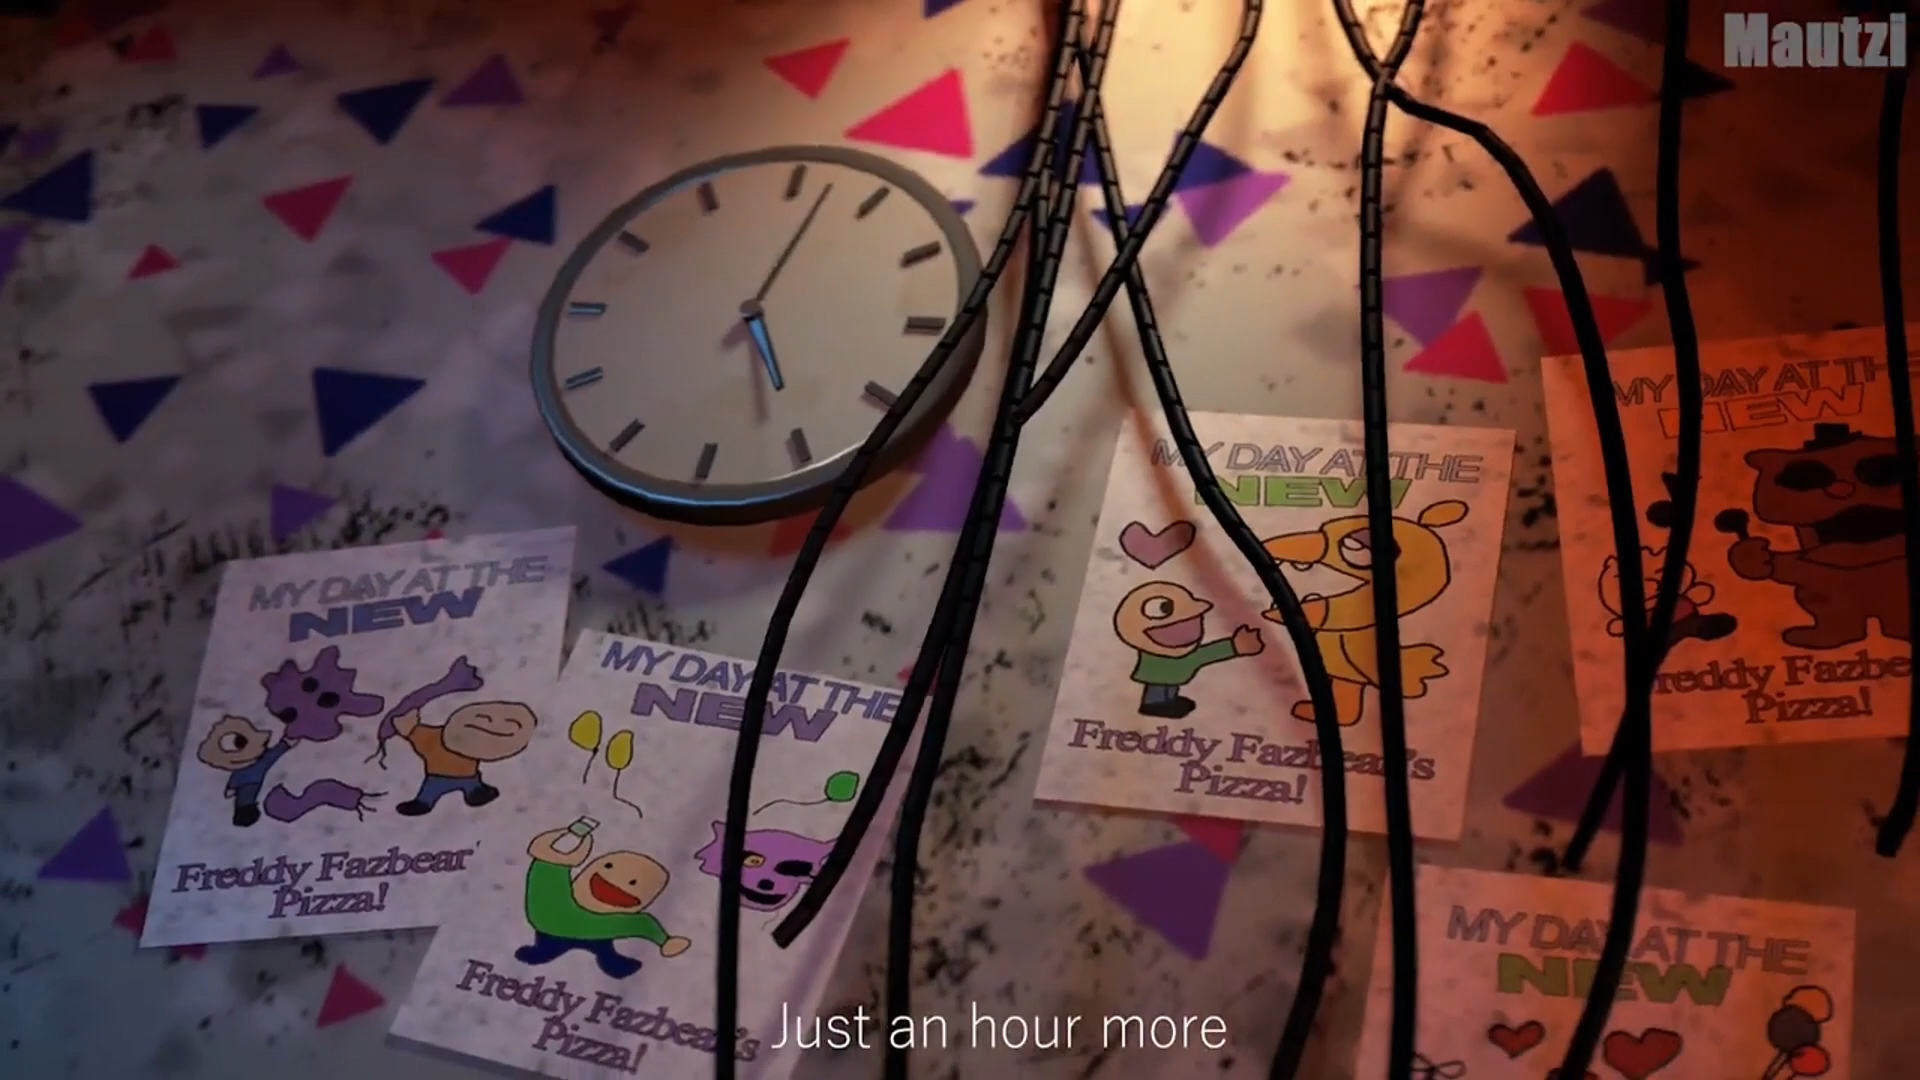 Mautzi
MY DAY AT THE
NEW
Freddy Fazbear'
Pizza!
MY DAY AT THE
NEW
Freddy Fazbear's
Pizza!
MY DAY AT THE
NEW
Freddy Fazbear's
Pizza!
MY DAY AT THE
NEW
reddy Fazbe
Pizza!
MY DAY AT THE
NEW
Just an hour more